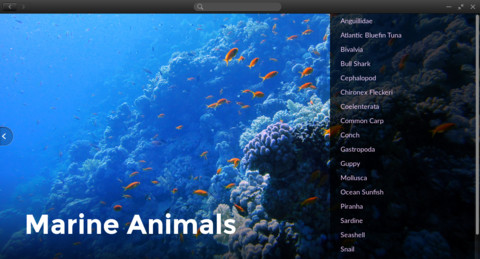 Anguillidae
Atlantic Bluefin Tuna
Bivalvia
Bull Shark
Cephalopod
Chironex Fleckeri
Coelenterata
Common Carp
Conch
Gastropoda
Guppy
Mollusca
Ocean Sunfish
Piranha
Sardine
Seashell
Snail
Marine Animals